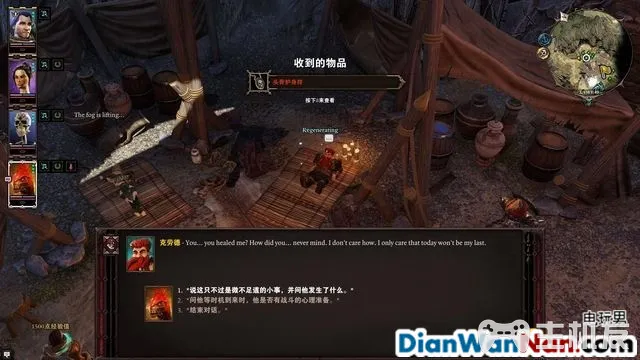 收到的物品
头骨护身符
按下T来查看
The fog is lifting...
Regenerating
克劳德 - You... you healed me? How did you... never mind. I don't care how. I only care that today won't be my last.
1. "说这只不过是微不足道的小事，并问他发生了什么。"
2. "问他等时机到来时，他是否有战斗的心理准备。"
3. "结束对话。"
1500点经验值
电玩男
DianWanNan.com